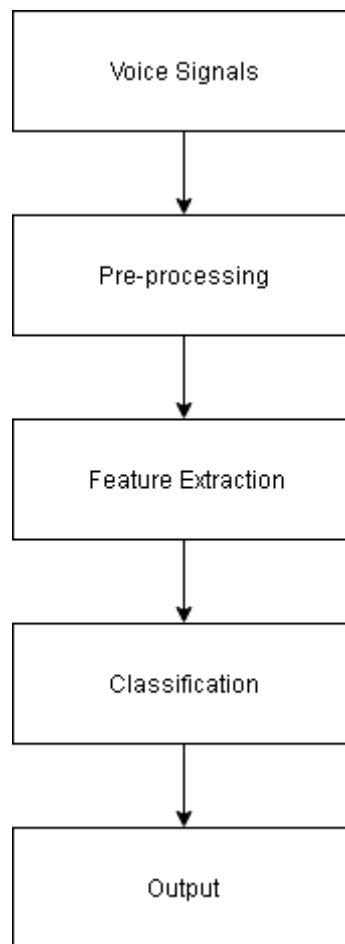 Voice Signals
Pre-processing
Feature Extraction
Classification
Output